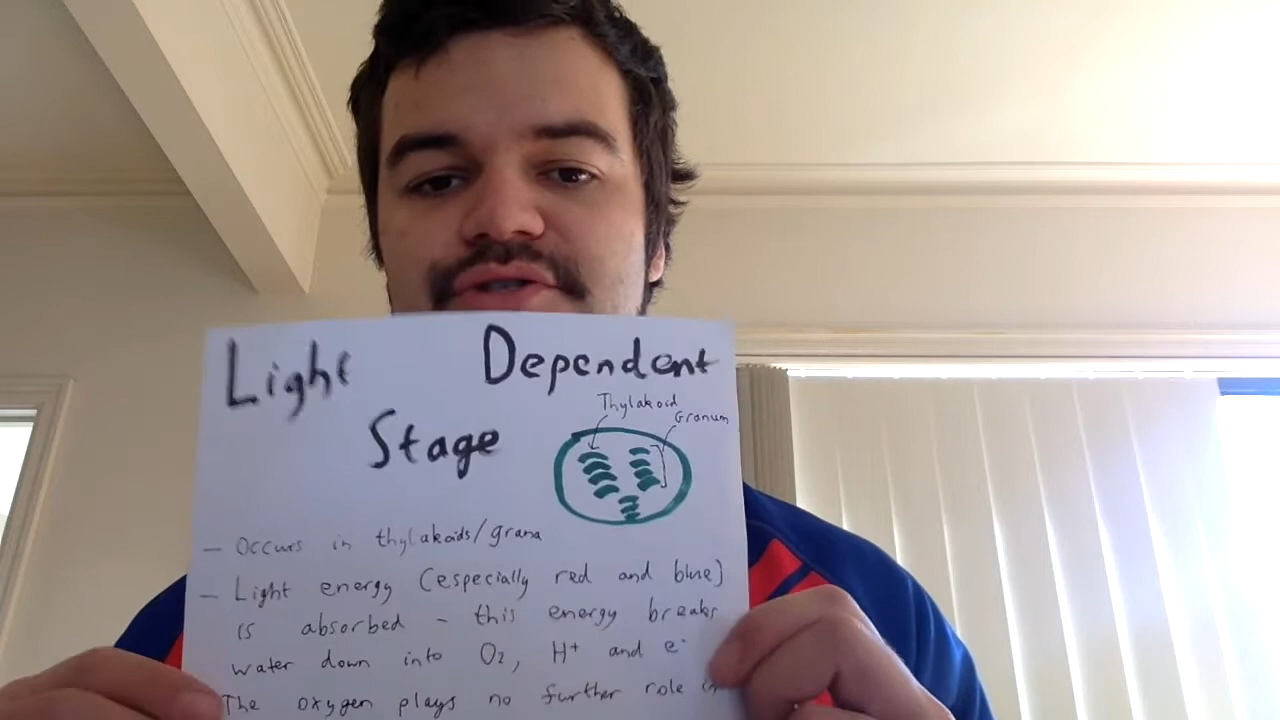 Light Dependent
Stage
Thylakoid
Granum
- Occurs in thylakoids/grana
- Light energy (especially red and blue)
is absorbed - this energy breaks
water down into O₂, H⁺ and e⁻
The oxygen plays no further role in